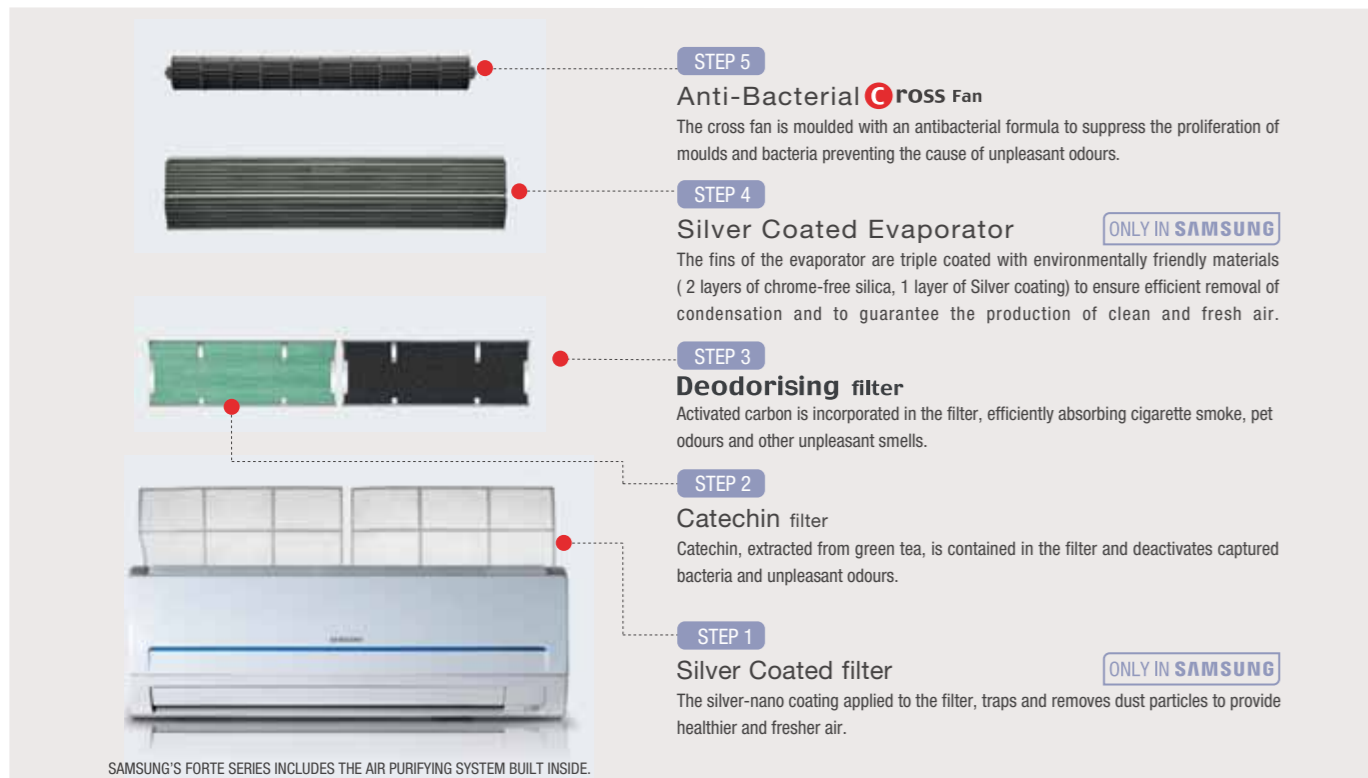 STEP 5
Anti-Bacterial Cross Fan
The cross fan is moulded with an antibacterial formula to suppress the proliferation of
moulds and bacteria preventing the cause of unpleasant odours.
STEP 4
Silver Coated Evaporator
ONLY IN SAMSUNG
The fins of the evaporator are triple coated with environmentally friendly materials
( 2 layers of chrome-free silica, 1 layer of Silver coating) to ensure efficient removal of
condensation and to guarantee the production of clean and fresh air.
STEP 3
Deodorising filter
Activated carbon is incorporated in the filter, efficiently absorbing cigarette smoke, pet
odours and other unpleasant smells.
STEP 2
Catechin filter
Catechin, extracted from green tea, is contained in the filter and deactivates captured
bacteria and unpleasant odours.
STEP 1
Silver Coated filter
ONLY IN SAMSUNG
The silver-nano coating applied to the filter, traps and removes dust particles to provide
healthier and fresher air.
SAMSUNG
SAMSUNG'S FORTE SERIES INCLUDES THE AIR PURIFYING SYSTEM BUILT INSIDE.